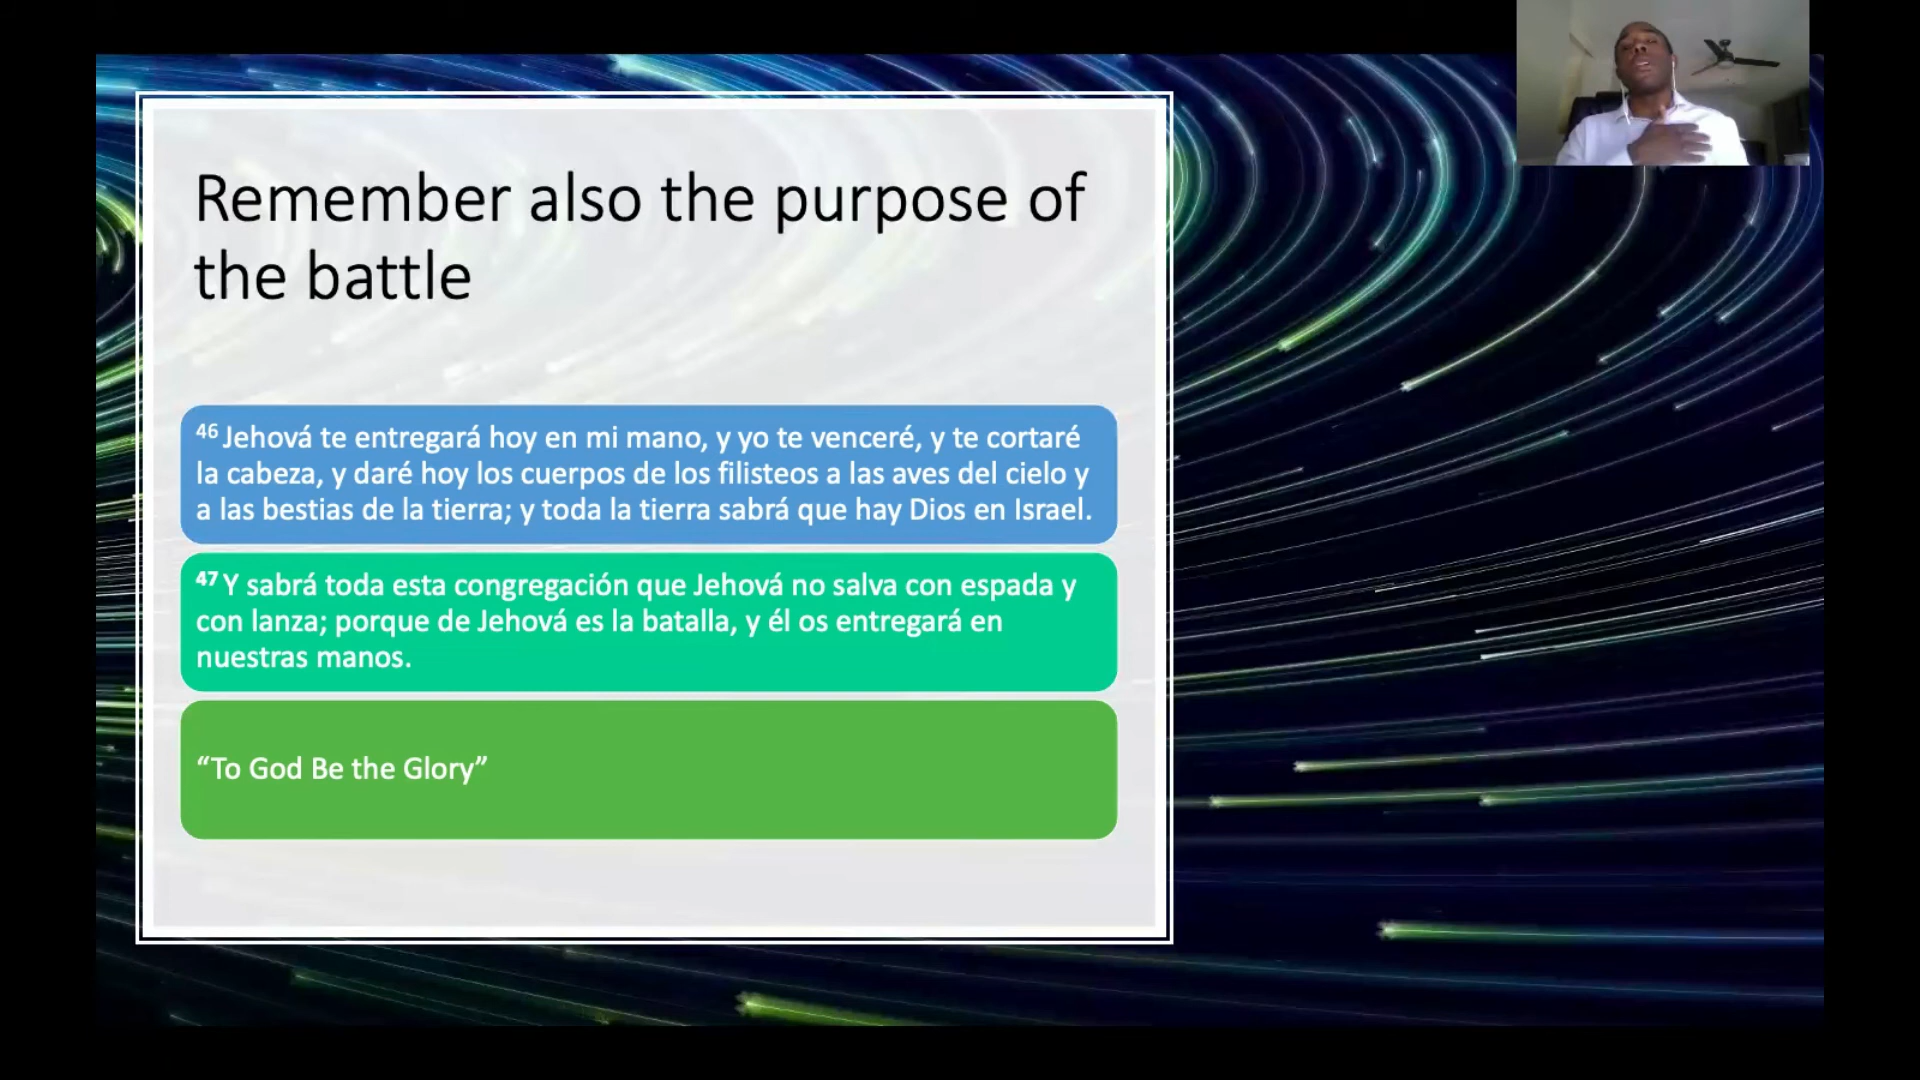 Remember also the purpose of
the battle
46 Jehová te entregará hoy en mi mano, y yo te venceré, y te cortaré
la cabeza, y daré hoy los cuerpos de los filisteos a las aves del cielo y
a las bestias de la tierra; y toda la tierra sabrá que hay Dios en Israel.
47 Y sabrá toda esta congregación que Jehová no salva con espada y
con lanza; porque de Jehová es la batalla, y él os entregará en
nuestras manos.
“To God Be the Glory”